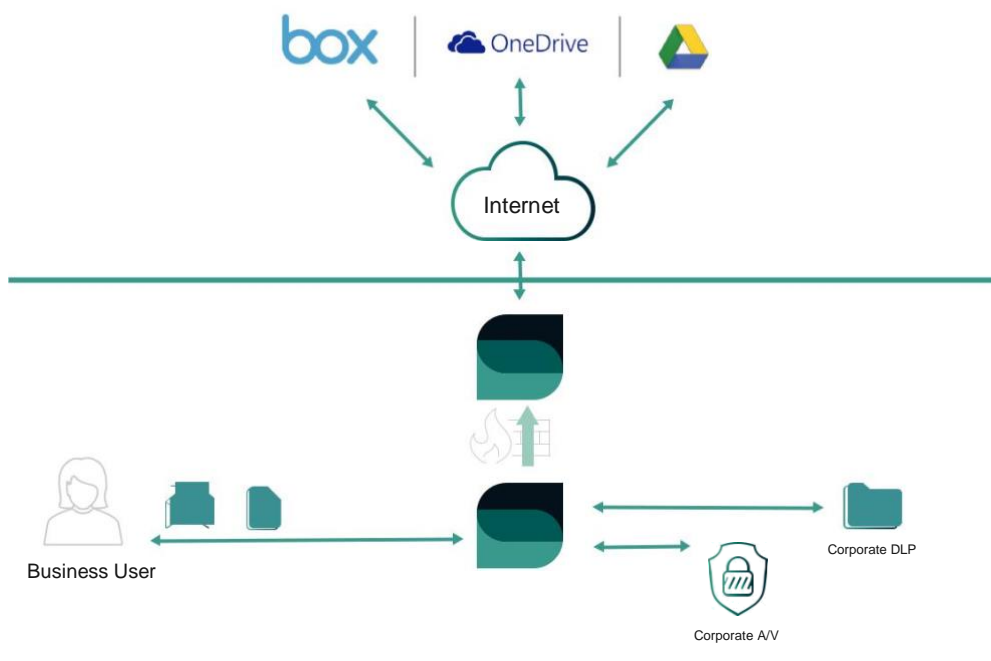 box
OneDrive
Internet
Business User
Corporate DLP
Corporate A/V